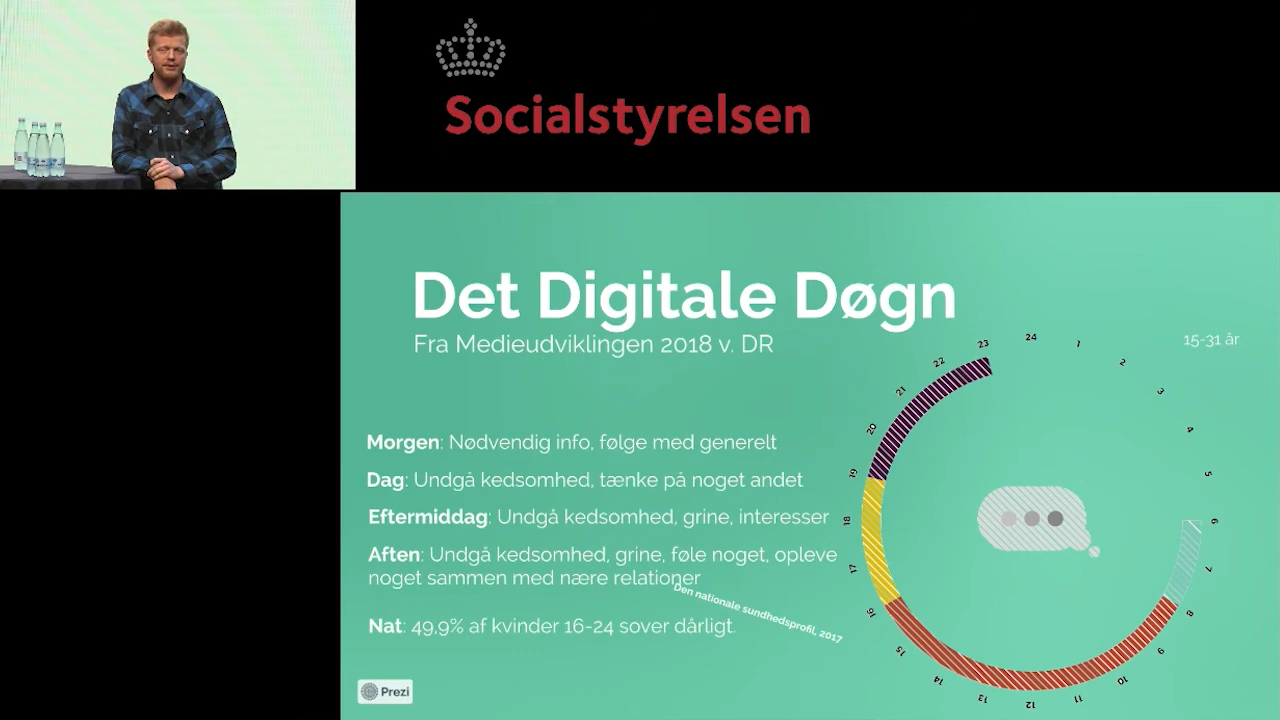 Socialstyrelsen
Det Digitale Døgn
Fra Medieudviklingen 2018 v. DR
15-31 år
Morgen: Nødvendig info, følge med generelt
Dag: Undgå kedsomhed, tænke på noget andet
Eftermiddag: Undgå kedsomhed, grine, interesser
Aften: Undgå kedsomhed, grine, føle noget, opleve
noget sammen med nære relationer
Den nationale sundhedsprofil, 2017
Nat: 49,9% af kvinder 16-24 sover dårligt.
24
1
2
3
4
5
6
7
8
9
10
11
12
13
14
15
16
17
18
19
20
21
22
23
Prezi